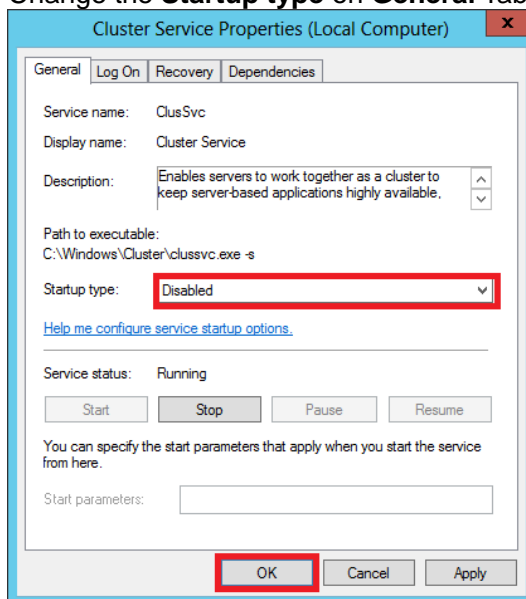 Change the Startup type on General Tab
Cluster Service Properties (Local Computer)
x
General Log On Recovery Dependencies
Service name: ClusSvc
Display name: Cluster Service
Description: Enables servers to work together as a cluster to
keep server-based applications highly available,
Path to executable:
C:\Windows\Cluster\clussvc.exe -s
Startup type: Disabled
Help me configure service startup options.
Service status: Running
Start Stop Pause Resume
You can specify the start parameters that apply when you start the service
from here.
Start parameters:
OK Cancel Apply